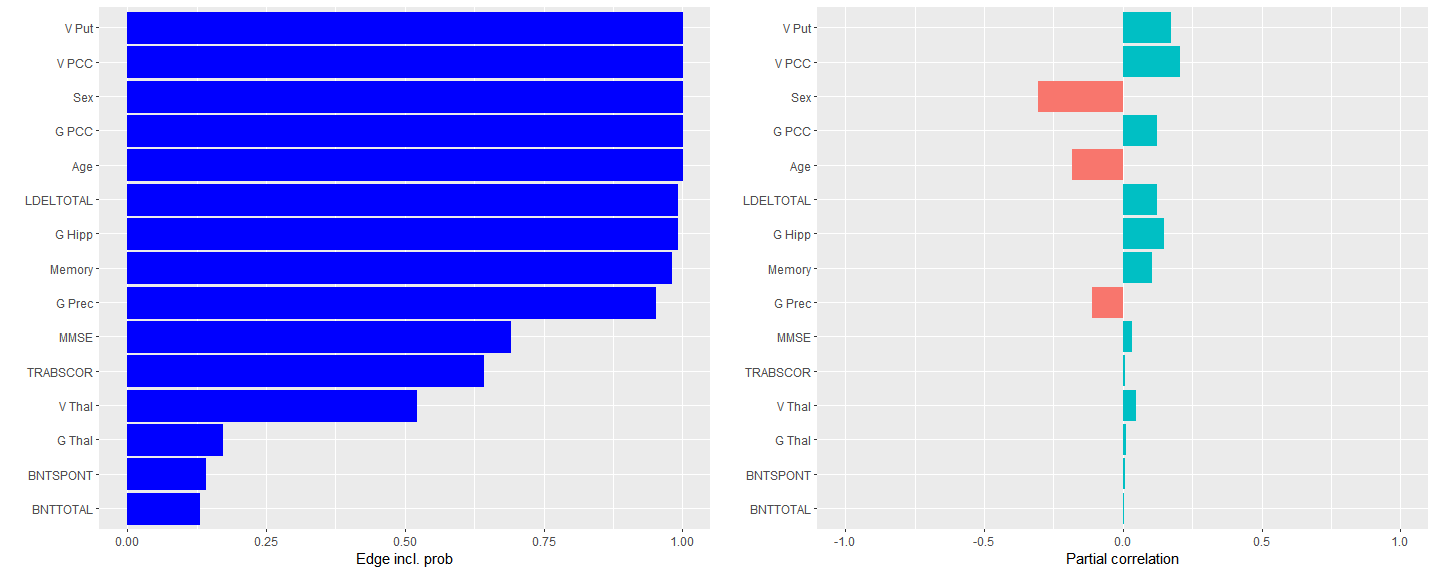 V Put
V PCC
Sex
G PCC
Age
LDELTOTAL
G Hipp
Memory
G Prec
MMSE
TRABSCOR
V Thal
G Thal
BNTSPONT
BNTTOTAL
0.00 0.25 0.50 0.75 1.00
Edge incl. prob
V Put
V PCC
Sex
G PCC
Age
LDELTOTAL
G Hipp
Memory
G Prec
MMSE
TRABSCOR
V Thal
G Thal
BNTSPONT
BNTTOTAL
-1.0 -0.5 0.0 0.5 1.0
Partial correlation